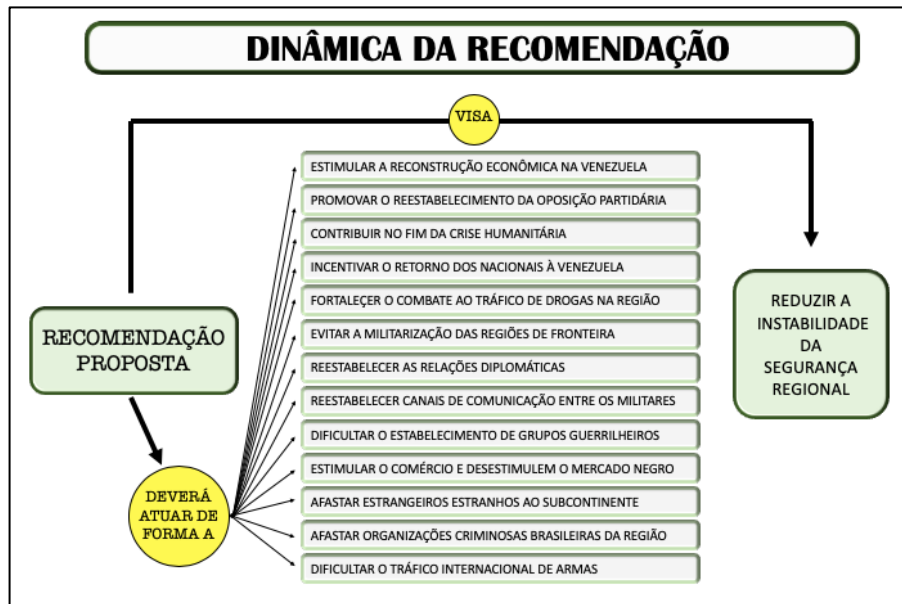 DINÂMICA DA RECOMENDAÇÃO
VISA
ESTIMULAR A RECONSTRUÇÃO ECONÔMICA NA VENEZUELA
PROMOVAR O REESTABELECIMENTO DA OPOSIÇÃO PARTIDÁRIA
CONTRIBUIR NO FIM DA CRISE HUMANITÁRIA
INCENTIVAR O RETORNO DOS NACIONAIS À VENEZUELA
FORTALEÇER O COMBATE AO TRÁFICO DE DROGAS NA REGIÃO
EVITAR A MILITARIZAÇÃO DAS REGIÕES DE FRONTEIRA
REESTABELECER AS RELAÇÕES DIPLOMÁTICAS
REESTABELECER CANAIS DE COMUNICAÇÃO ENTRE OS MILITARES
DIFICULTAR O ESTABELECIMENTO DE GRUPOS GUERRILHEIROS
ESTIMULAR O COMÉRCIO E DESESTIMULEM O MERCADO NEGRO
AFASTAR ESTRANGEIROS ESTRANHOS AO SUBCONTINENTE
AFASTAR ORGANIZAÇÕES CRIMINOSAS BRASILEIRAS DA REGIÃO
DIFICULTAR O TRÁFICO INTERNACIONAL DE ARMAS
RECOMENDAÇÃO
PROPOSTA
DEVERÁ
ATUAR DE
FORMA A
REDUZIR A
INSTABILIDADE
DA
SEGURANÇA
REGIONAL